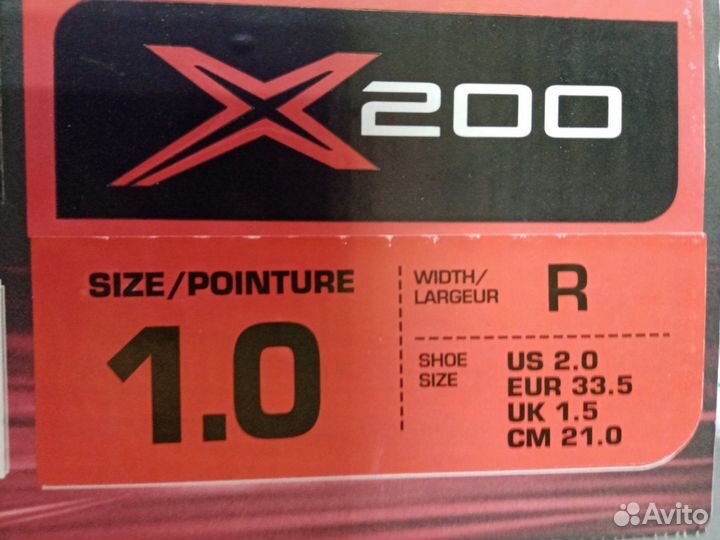 X200
SIZE/POINTURE
1.0
WIDTH/
LARGEUR
R
SHOE
SIZE
US 2.0
EUR 33.5
UK 1.5
CM 21.0
Avito